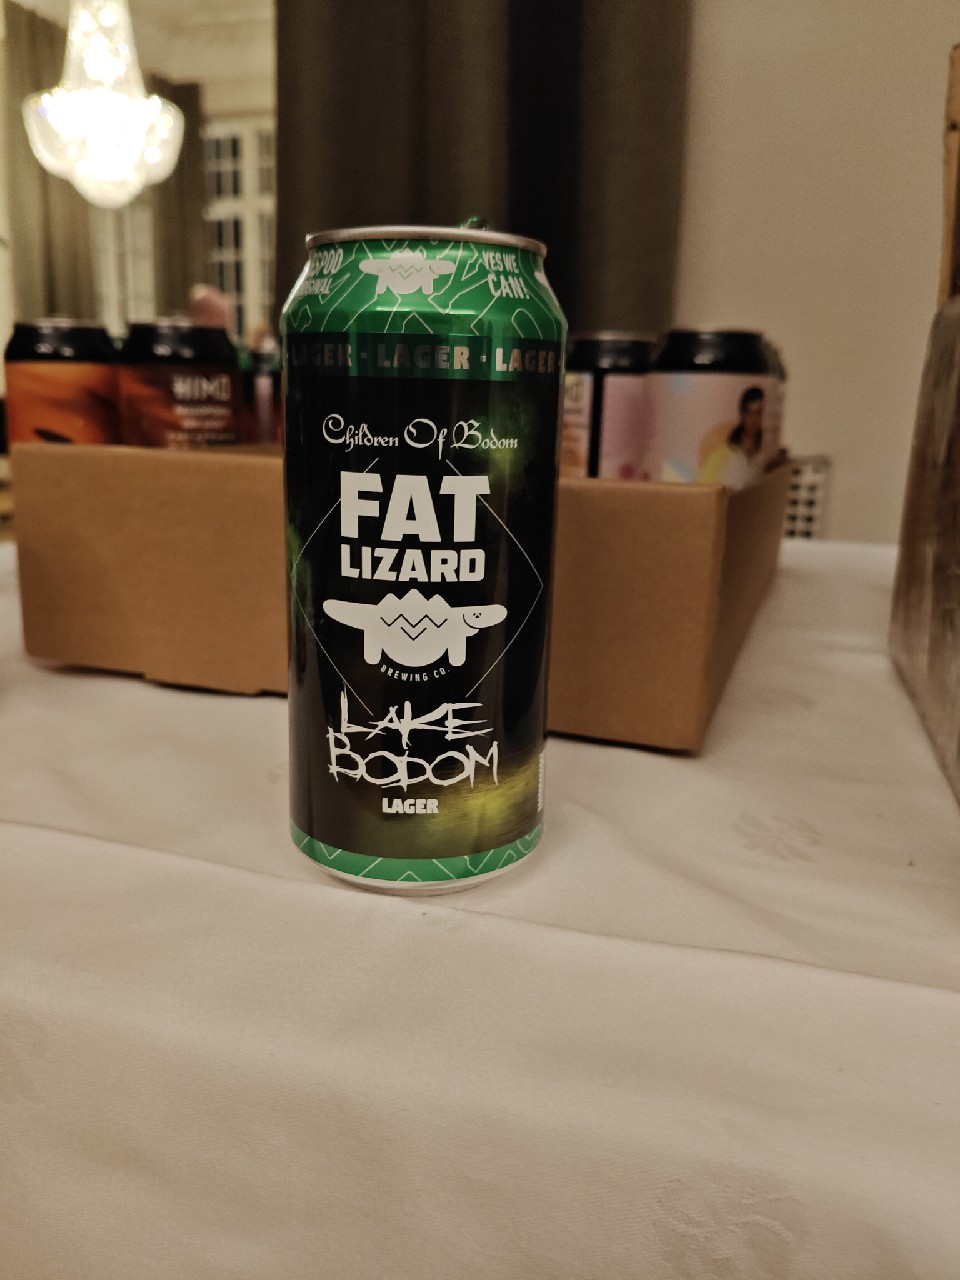 YES WE
CAN!
LAGER · LAGER · LAGER
Children Of Bodom
FAT
LIZARD
BREWING CO.
LAKE
BODOM
LAGER